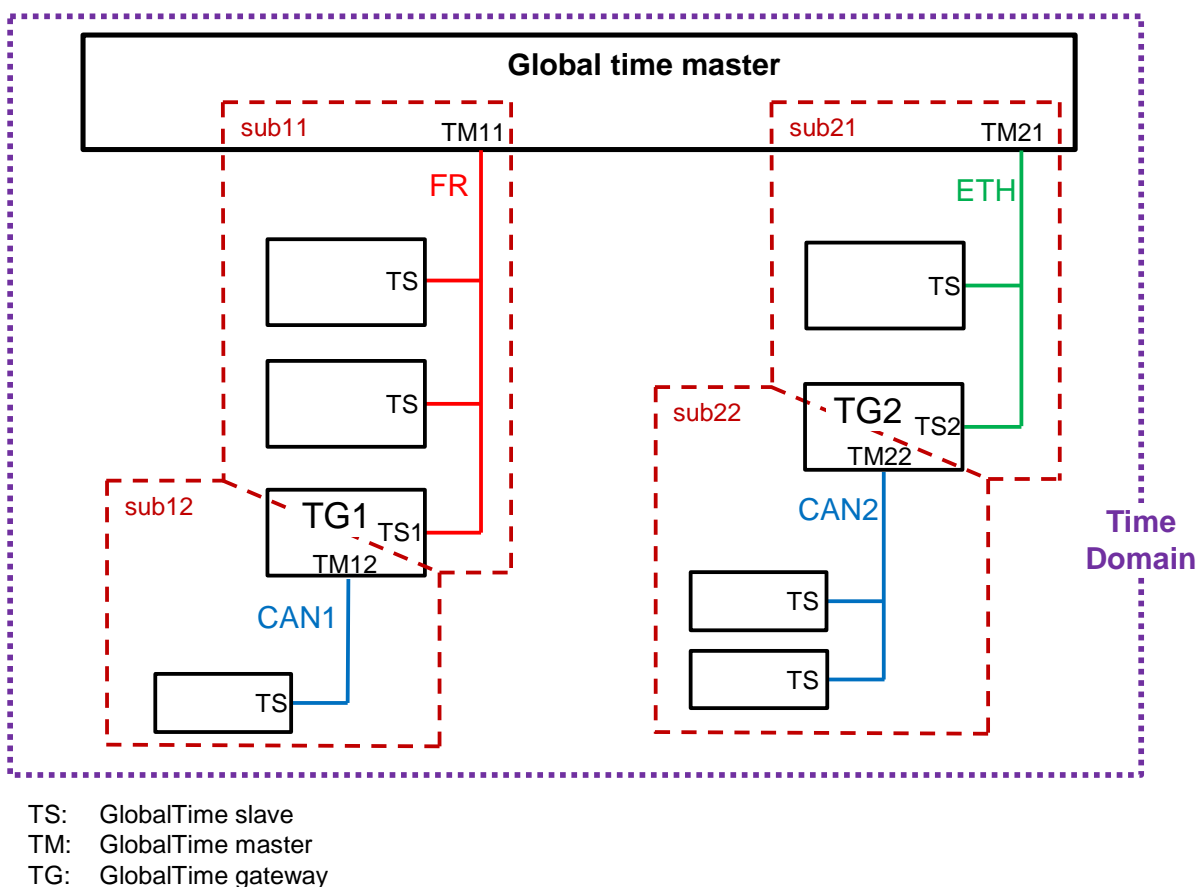 Global time master
sub11
TM11
sub21
TM21
FR
ETH
TS
TS
TS
sub22
TG2
TS2
TM22
sub12
TG1
TS1
TM12
CAN2
Time
Domain
CAN1
TS
TS
TS
TS: GlobalTime slave
TM: GlobalTime master
TG: GlobalTime gateway